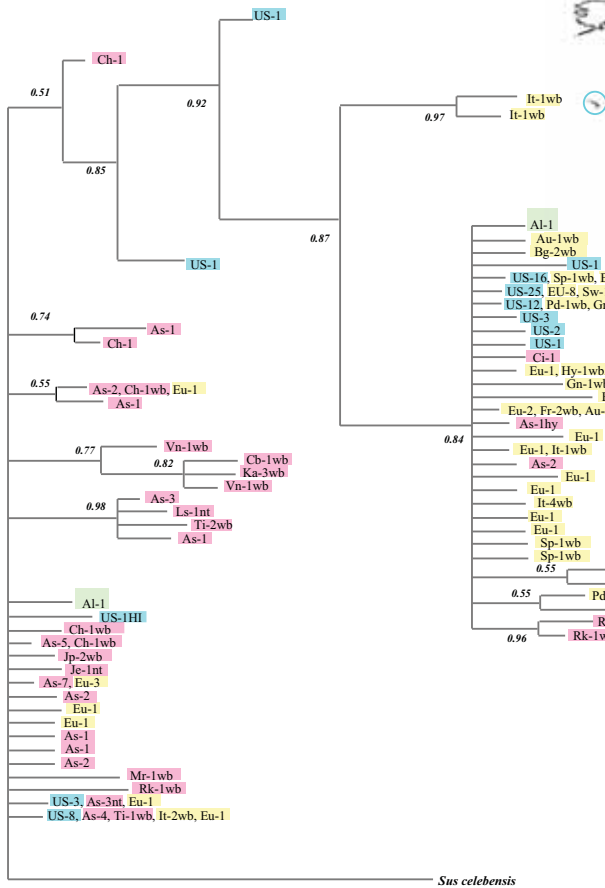 US-1
Ch-1
0.51
0.92
It-1wb
0.97
It-1wb
0.85
Al-1
0.87
Au-1wb
Bg-2wb
US-1
US-1
US-16, Sp-1wb,
US-25, EU-8,
US-12, Pd-1wb,
US-3
0.74
As-1
US-2
Ch-1
US-1
Ci-1
0.55
Eu-1, Hy-1wb
As-2, Ch-1wb, Eu-1
Gn-1wb
As-1
Eu-2, Fr-2wb,
As-1hy
0.84
0.77
Vn-1wb
Eu-1
Eu-1, It-1wb
0.82
Cb-1wb
As-2
Ka-3wb
Eu-1
Vn-1wb
Eu-1
0.98
As-3
It-4wb
Ls-1nt
Eu-1
Ti-2wb
Eu-1
As-1
Sp-1wb
Sp-1wb
0.55
0.55
Al-1
US-1HI
Ch-1wb
0.96
As-5, Ch-1wb
Jp-2wb
Je-1nt
As-7, Eu-3
As-2
Eu-1
Eu-1
As-1
As-1
As-2
Mr-1wb
Rk-1wb
US-3, As-3nt, Eu-1
US-8, As-4, Ti-1wb, It-2wb, Eu-1
Sus celebensis